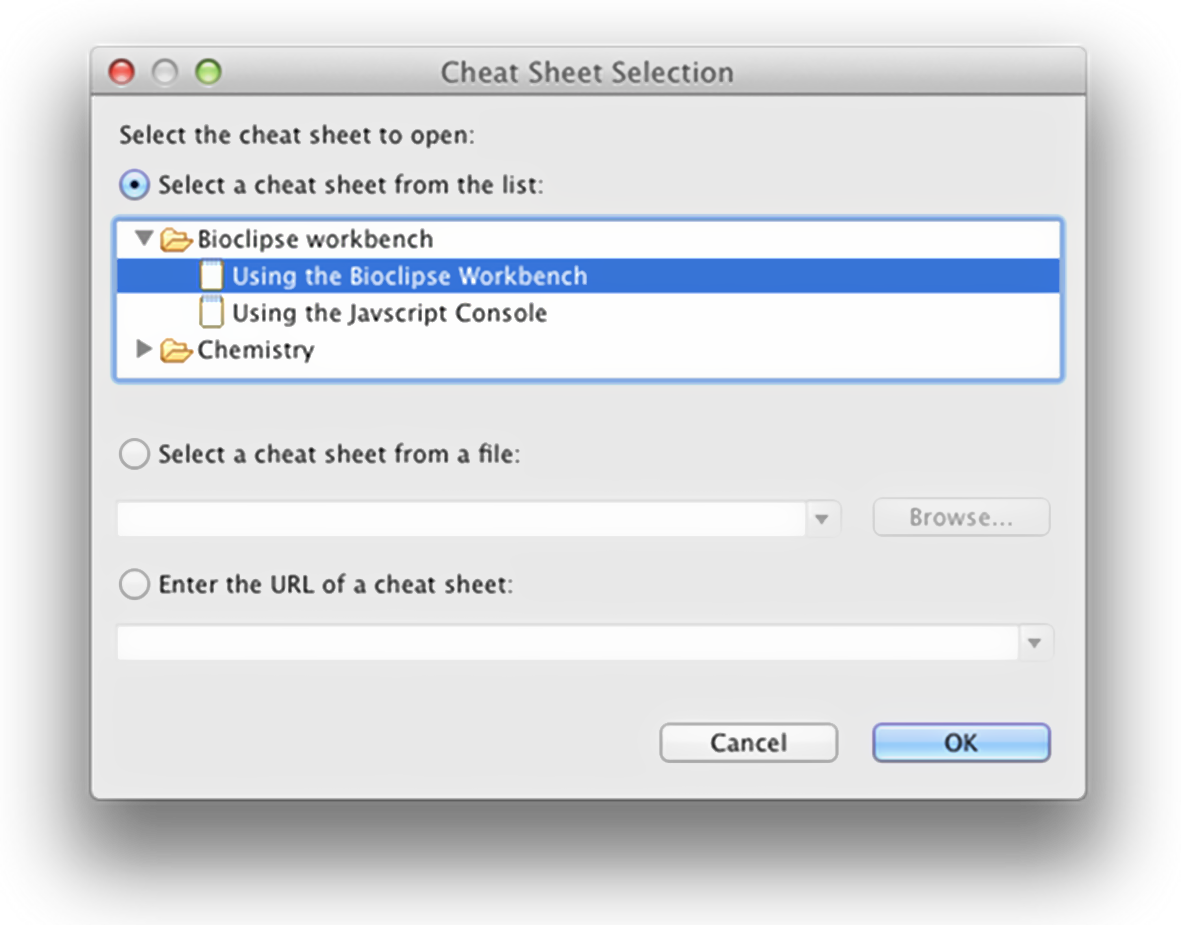 Cheat Sheet Selection
Select the cheat sheet to open:
Select a cheat sheet from the list:
Bioclipse workbench
Using the Bioclipse Workbench
Using the Javscript Console
Chemistry
Select a cheat sheet from a file:
Browse...
Enter the URL of a cheat sheet:
Cancel OK